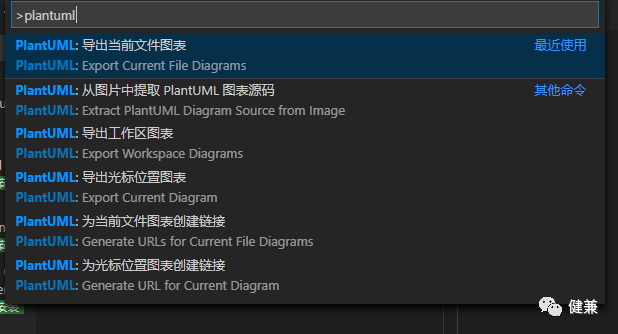 >plantuml
PlantUML: 导出当前文件图表 最近使用
PlantUML: Export Current File Diagrams
PlantUML: 从图片中提取 PlantUML 图表源码 其他命令
PlantUML: Extract PlantUML Diagram Source from Image
PlantUML: 导出工作区图表
PlantUML: Export Workspace Diagrams
PlantUML: 导出光标位置图表
PlantUML: Export Current Diagram
PlantUML: 为当前文件图表创建链接
PlantUML: Generate URLs for Current File Diagrams
PlantUML: 为光标位置图表创建链接
PlantUML: Generate URL for Current Diagram
健兼